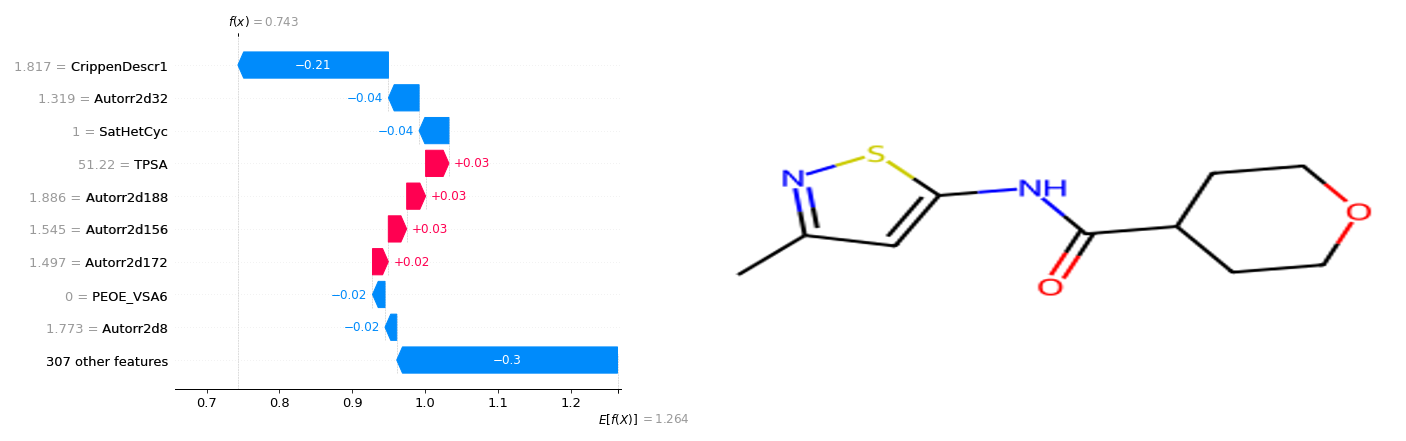 f(x) = 0.743
1.817 = CrippenDescr1
−0.21
1.319 = Autorr2d32
−0.04
1 = SatHetCyc
−0.04
51.22 = TPSA
+0.03
1.886 = Autorr2d188
+0.03
1.545 = Autorr2d156
+0.03
1.497 = Autorr2d172
+0.02
0 = PEOE_VSA6
−0.02
1.773 = Autorr2d8
−0.02
307 other features
−0.3
0.7 0.8 0.9 1.0 1.1 1.2
E[f(X)] = 1.264
S
N
NH
O
O